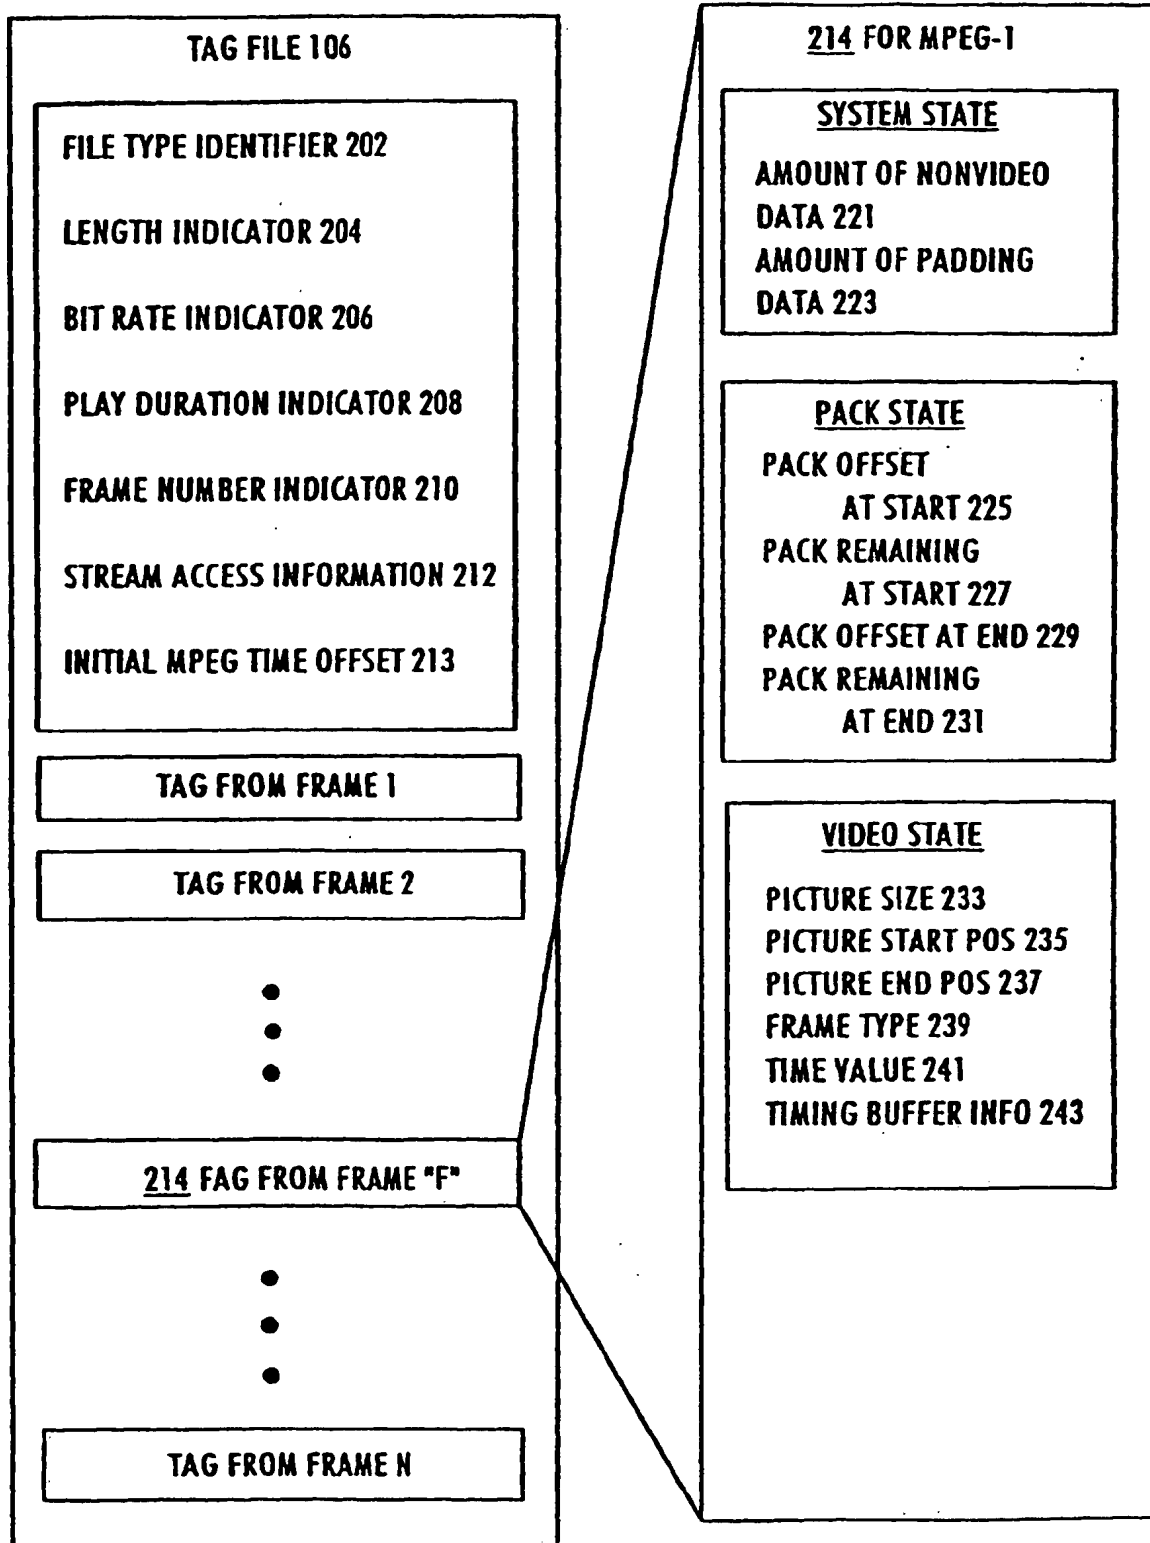 TAG FILE 106
FILE TYPE IDENTIFIER 202
LENGTH INDICATOR 204
BIT RATE INDICATOR 206
PLAY DURATION INDICATOR 208
FRAME NUMBER INDICATOR 210
STREAM ACCESS INFORMATION 212
INITIAL MPEG TIME OFFSET 213
TAG FROM FRAME 1
TAG FROM FRAME 2
214 FAG FROM FRAME "F"
TAG FROM FRAME N
214 FOR MPEG-1
SYSTEM STATE
AMOUNT OF NONVIDEO
DATA 221
AMOUNT OF PADDING
DATA 223
PACK STATE
PACK OFFSET
AT START 225
PACK REMAINING
AT START 227
PACK OFFSET AT END 229
PACK REMAINING
AT END 231
VIDEO STATE
PICTURE SIZE 233
PICTURE START POS 235
PICTURE END POS 237
FRAME TYPE 239
TIME VALUE 241
TIMING BUFFER INFO 243